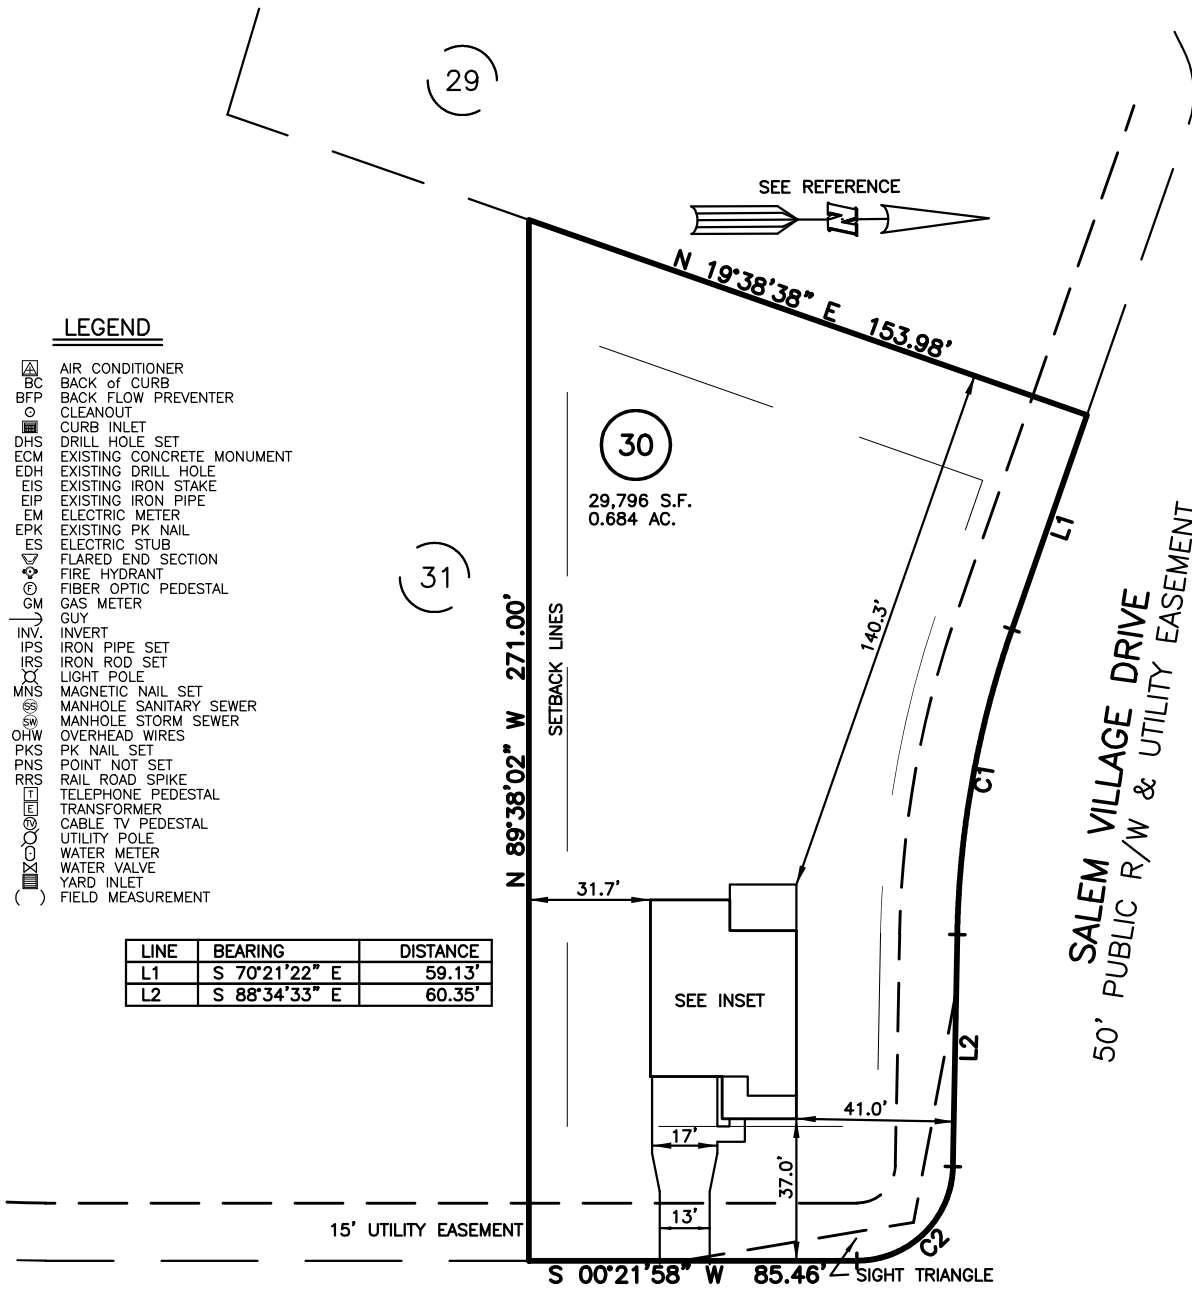 29
SEE REFERENCE
N
N 19°38'38" E 153.98'
LEGEND
AIR CONDITIONER
BC BACK of CURB
BFP BACK FLOW PREVENTER
CLEANOUT
CURB INLET
DHS DRILL HOLE SET
ECM EXISTING CONCRETE MONUMENT
EDH EXISTING DRILL HOLE
EIS EXISTING IRON STAKE
EIP EXISTING IRON PIPE
EM ELECTRIC METER
EPK EXISTING PK NAIL
ES ELECTRIC STUB
FLARED END SECTION
FIRE HYDRANT
F FIBER OPTIC PEDESTAL
GM GAS METER
GUY
INV. INVERT
IPS IRON PIPE SET
IRS IRON ROD SET
LIGHT POLE
MNS MAGNETIC NAIL SET
SS MANHOLE SANITARY SEWER
SW MANHOLE STORM SEWER
OHW OVERHEAD WIRES
PKS PK NAIL SET
PNS POINT NOT SET
RRS RAIL ROAD SPIKE
T TELEPHONE PEDESTAL
E TRANSFORMER
TV CABLE TV PEDESTAL
UTILITY POLE
WATER METER
WATER VALVE
YARD INLET
( ) FIELD MEASUREMENT
30
29,796 S.F.
0.684 AC.
31
N 89°38'02" W 271.00'
SETBACK LINES
140.3'
L1
C1
L2
C2
SALEM VILLAGE DRIVE
50' PUBLIC R/W & UTILITY EASEMENT
31.7'
SEE INSET
41.0'
17'
37.0'
13'
LINE BEARING DISTANCE
L1 S 70°21'22" E 59.13'
L2 S 88°34'33" E 60.35'
15' UTILITY EASEMENT
S 00°21'58" W 85.46'
SIGHT TRIANGLE